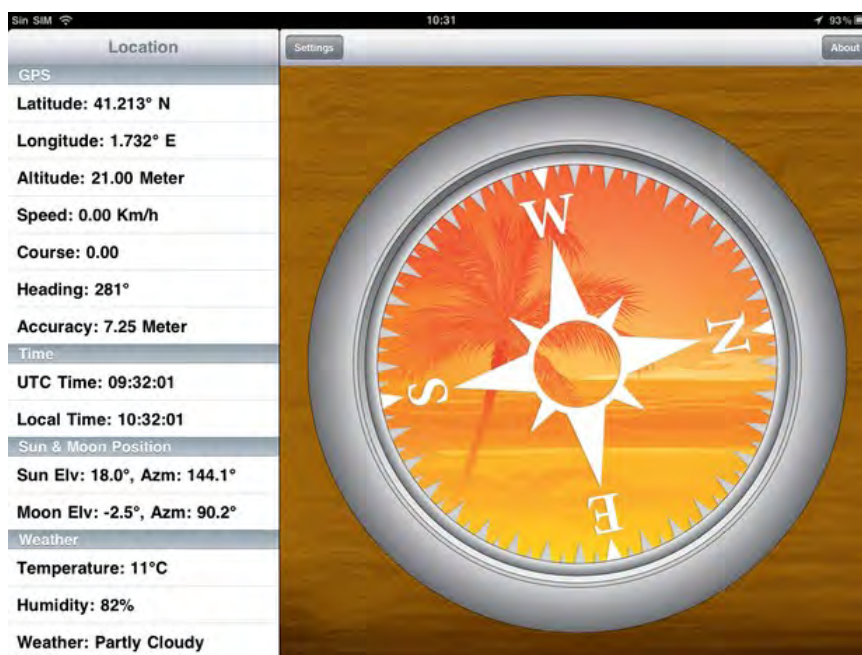 Sin SIM 10:31 93%
Location Settings About
GPS
Latitude: 41.213° N
Longitude: 1.732° E
Altitude: 21.00 Meter
Speed: 0.00 Km/h
Course: 0.00
Heading: 281°
Accuracy: 7.25 Meter
Time
UTC Time: 09:32:01
Local Time: 10:32:01
Sun & Moon Position
Sun Elv: 18.0°, Azm: 144.1°
Moon Elv: -2.5°, Azm: 90.2°
Weather
Temperature: 11°C
Humidity: 82%
Weather: Partly Cloudy
W
N
S
E